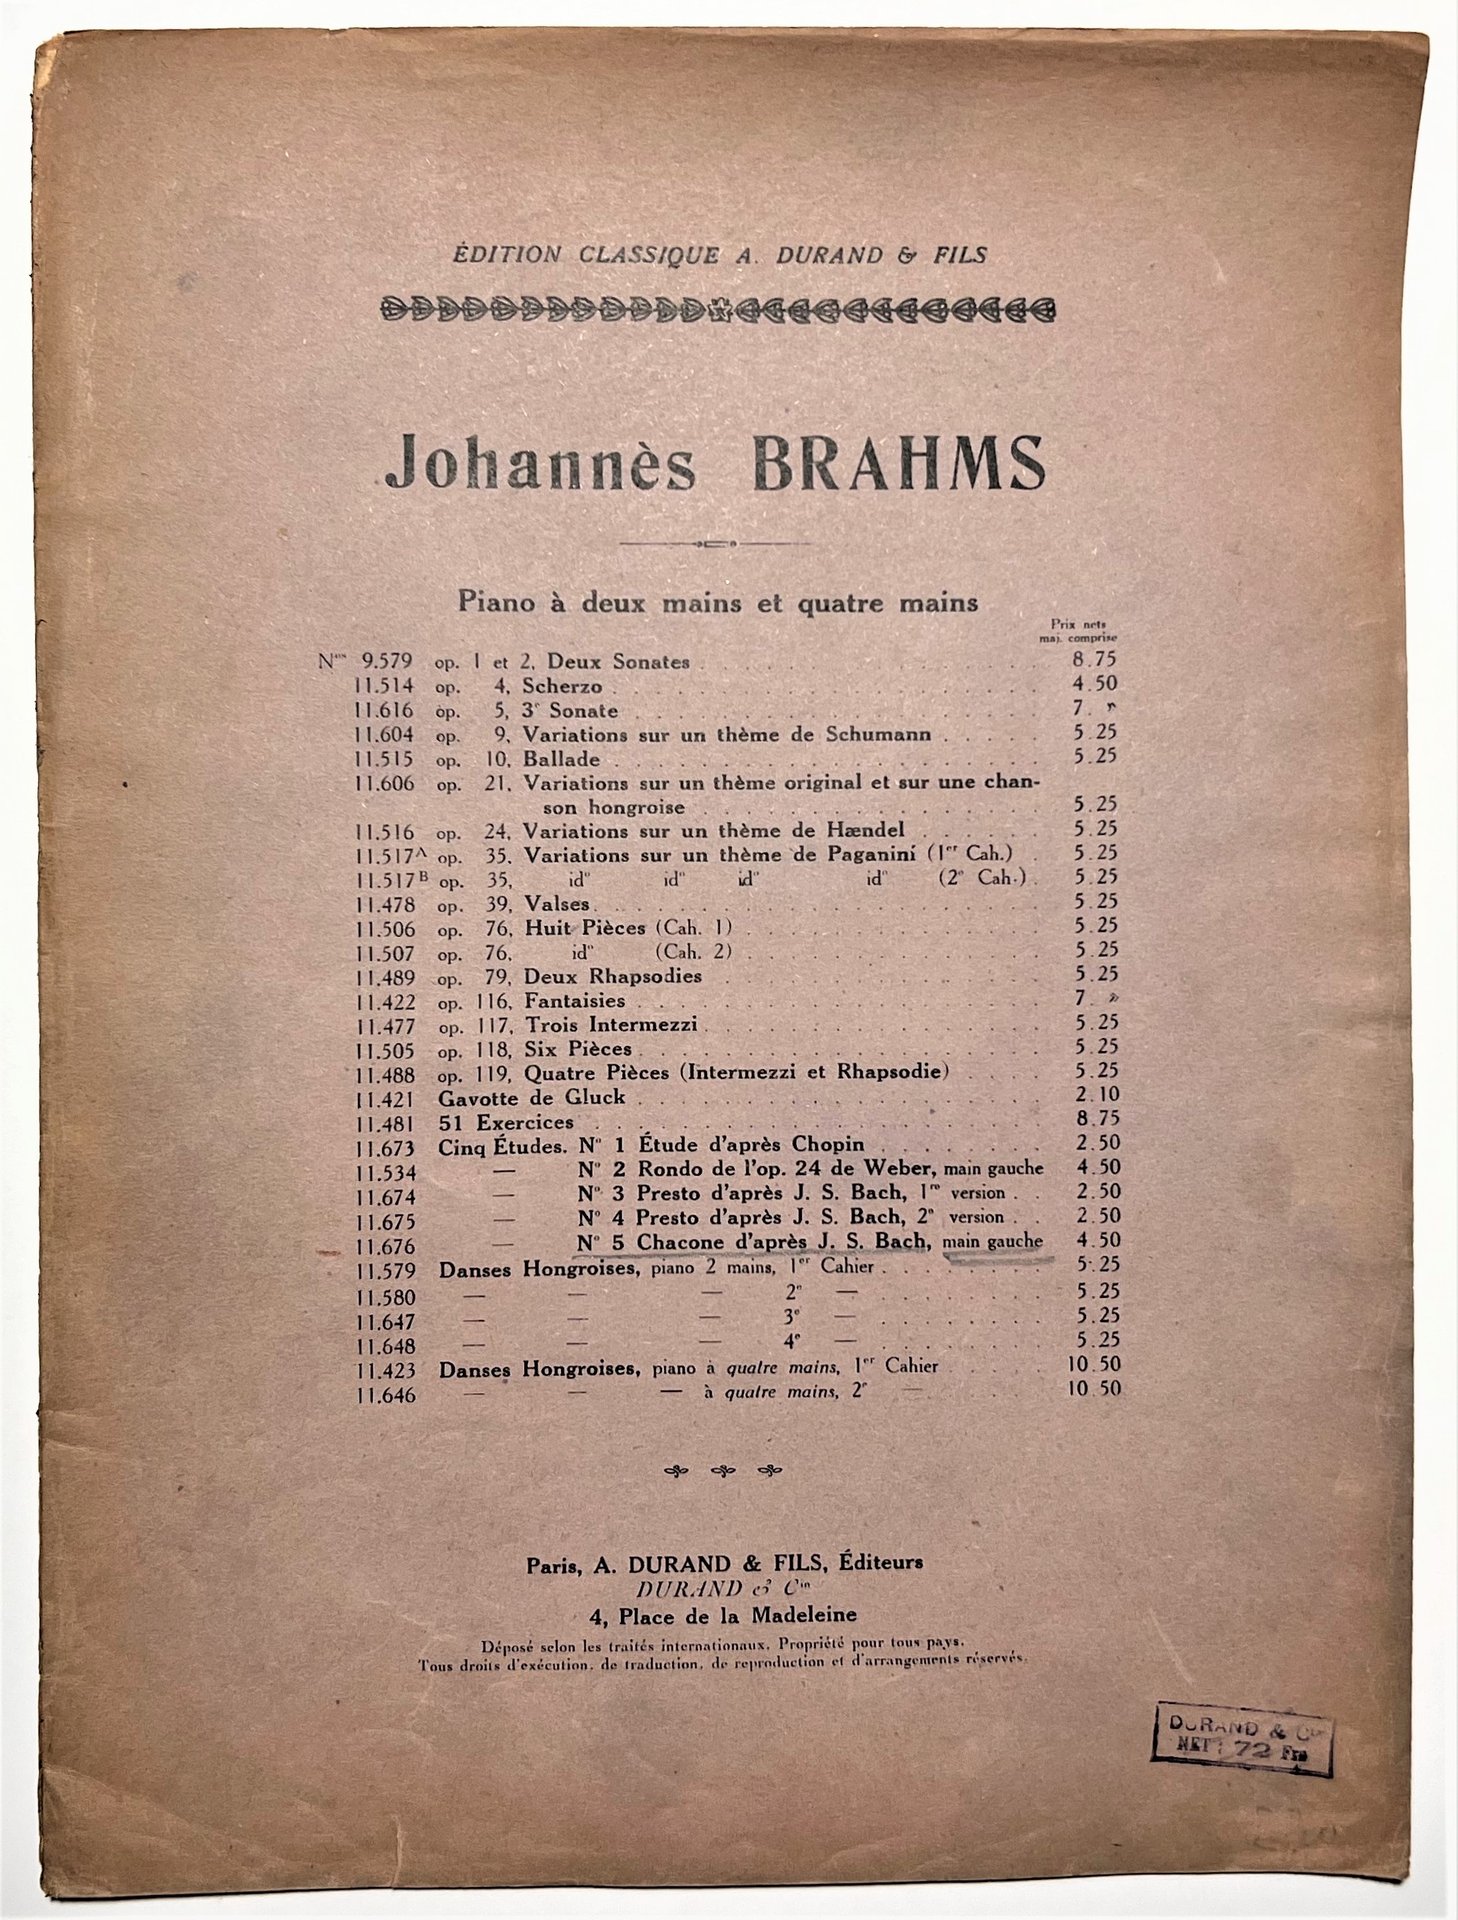 ÉDITION CLASSIQUE A. DURAND & FILS
Johannès BRAHMS
Piano à deux mains et quatre mains
Prix nets
maj. comprise
Nos 9.579 op. 1 et 2, Deux Sonates . . . 8.75
11.514 op. 4, Scherzo . . . 4.50
11.616 op. 5, 3e Sonate . . . 7. »
11.604 op. 9, Variations sur un thème de Schumann . . . 5.25
11.515 op. 10, Ballade . . . 5.25
11.606 op. 21, Variations sur un thème original et sur une chan-
son hongroise . . . 5.25
11.516 op. 24, Variations sur un thème de Hændel . . . 5.25
11.517A op. 35, Variations sur un thème de Paganini (1er Cah.) . 5.25
11.517B op. 35, ido ido ido ido (2e Cah.) . 5.25
11.478 op. 39, Valses . . . 5.25
11.506 op. 76, Huit Pièces (Cah. 1) . . . 5.25
11.507 op. 76, ido (Cah. 2) . . . 5.25
11.489 op. 79, Deux Rhapsodies . . . 5.25
11.422 op. 116, Fantaisies . . . 7. »
11.477 op. 117, Trois Intermezzi . . . 5.25
11.505 op. 118, Six Pièces . . . 5.25
11.488 op. 119, Quatre Pièces (Intermezzi et Rhapsodie) . . . 5.25
11.421 Gavotte de Gluck . . . 2.10
11.481 51 Exercices . . . 8.75
11.673 Cinq Études. No 1 Étude d'après Chopin . . . 2.50
11.534 — No 2 Rondo de l'op. 24 de Weber, main gauche 4.50
11.674 — No 3 Presto d'après J. S. Bach, 1re version . . 2.50
11.675 — No 4 Presto d'après J. S. Bach, 2e version . . 2.50
11.676 — No 5 Chacone d'après J. S. Bach, main gauche 4.50
11.579 Danses Hongroises, piano 2 mains, 1er Cahier . . . 5.25
11.580 — — — 2e — . . . 5.25
11.647 — — — 3e — . . . 5.25
11.648 — — — 4e — . . . 5.25
11.423 Danses Hongroises, piano à quatre mains, 1er Cahier . . . 10.50
11.646 — — — à quatre mains, 2e — . . . 10.50
Paris, A. DURAND & FILS, Éditeurs
DURAND & Cie
4, Place de la Madeleine
Déposé selon les traités internationaux. Propriété pour tous pays.
Tous droits d'exécution, de traduction, de reproduction et d'arrangements réservés.
DURAND & Cie
NET : 72 Frs